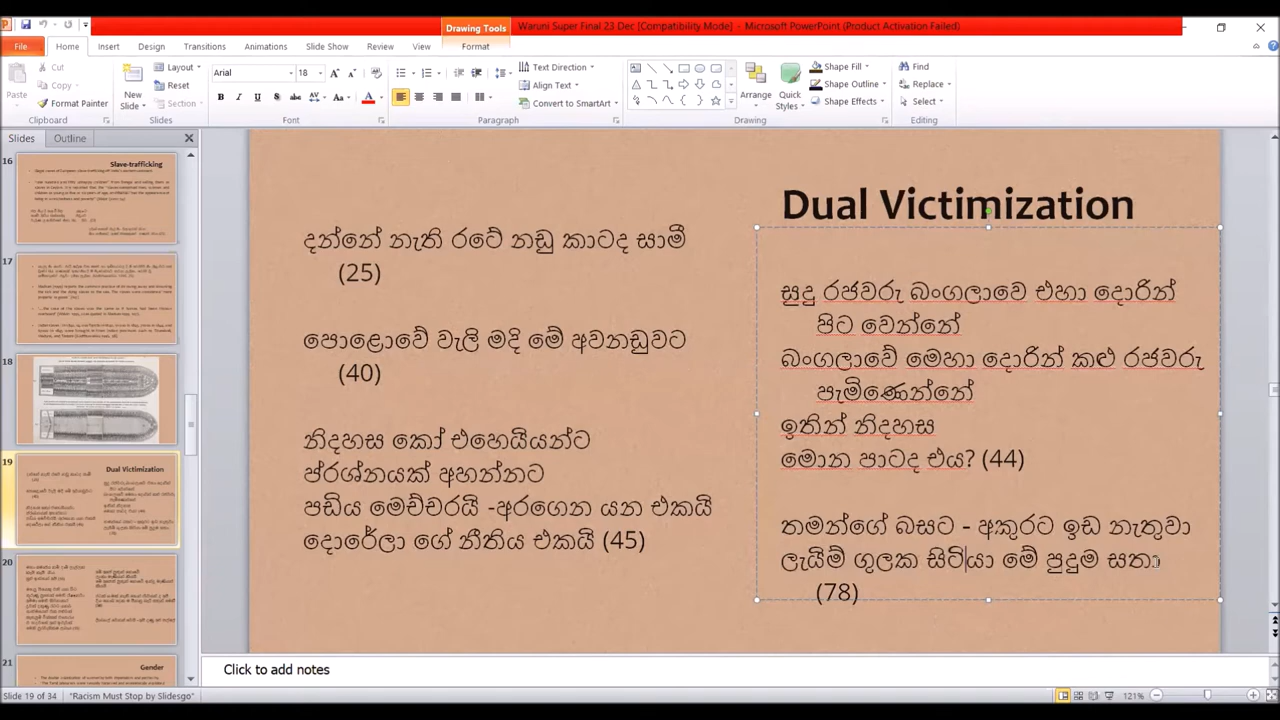 Waruni Super Final 23 Dec [Compatibility Mode] - Microsoft PowerPoint (Product Activation Failed)
Drawing Tools
File Home Insert Design Transitions Animations Slide Show Review View Format
Cut
Copy
Format Painter
Paste
Clipboard
New Slide
Layout
Reset
Section
Slides
Arial 18
Font
Text Direction
Align Text
Convert to SmartArt
Paragraph
Arrange
Quick Styles
Shape Fill
Shape Outline
Shape Effects
Drawing
Find
Replace
Select
Editing
Slides Outline
16
Slave-trafficking
17
18
19
Dual Victimization
20
21
Gender
දන්නේ නැති රටේ නඩු කාටද සාමී
(25)
පොළොවේ වැලි මදි මේ අවනඩුවට
(40)
නිදහස කෝ එහෙයියන්ට
ප්රශ්නයක් අහන්නට
පඩිය මෙච්චරයි -අරගෙන යන එකයි
දොරේලා ගේ නීතිය එකයි (45)
Dual Victimization
සුදු රජවරු බංගලාවෙ එහා දොරින්
පිට වෙන්නේ
බංගලාවේ මෙහා දොරින් කළු රජවරු
පැමිණෙන්නේ
ඉතින් නිදහස
මොන පාටද එය? (44)
තමන්ගේ බසට - අකුරට ඉඩ නැතුවා
ලැයිම් ගුලක සිටියා මේ පුදුම සතා
(78)
Click to add notes
Slide 19 of 34 "Racism Must Stop by Slidesgo" 121%